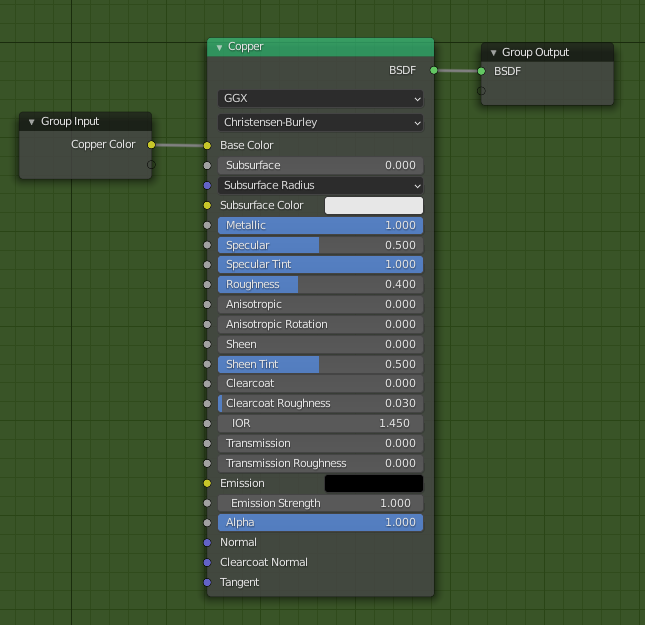 Copper
BSDF
GGX
Christensen-Burley
Base Color
Subsurface 0.000
Subsurface Radius
Subsurface Color
Metallic 1.000
Specular 0.500
Specular Tint 1.000
Roughness 0.400
Anisotropic 0.000
Anisotropic Rotation 0.000
Sheen 0.000
Sheen Tint 0.500
Clearcoat 0.000
Clearcoat Roughness 0.030
IOR 1.450
Transmission 0.000
Transmission Roughness 0.000
Emission
Emission Strength 1.000
Alpha 1.000
Normal
Clearcoat Normal
Tangent
Group Input
Copper Color
Group Output
BSDF